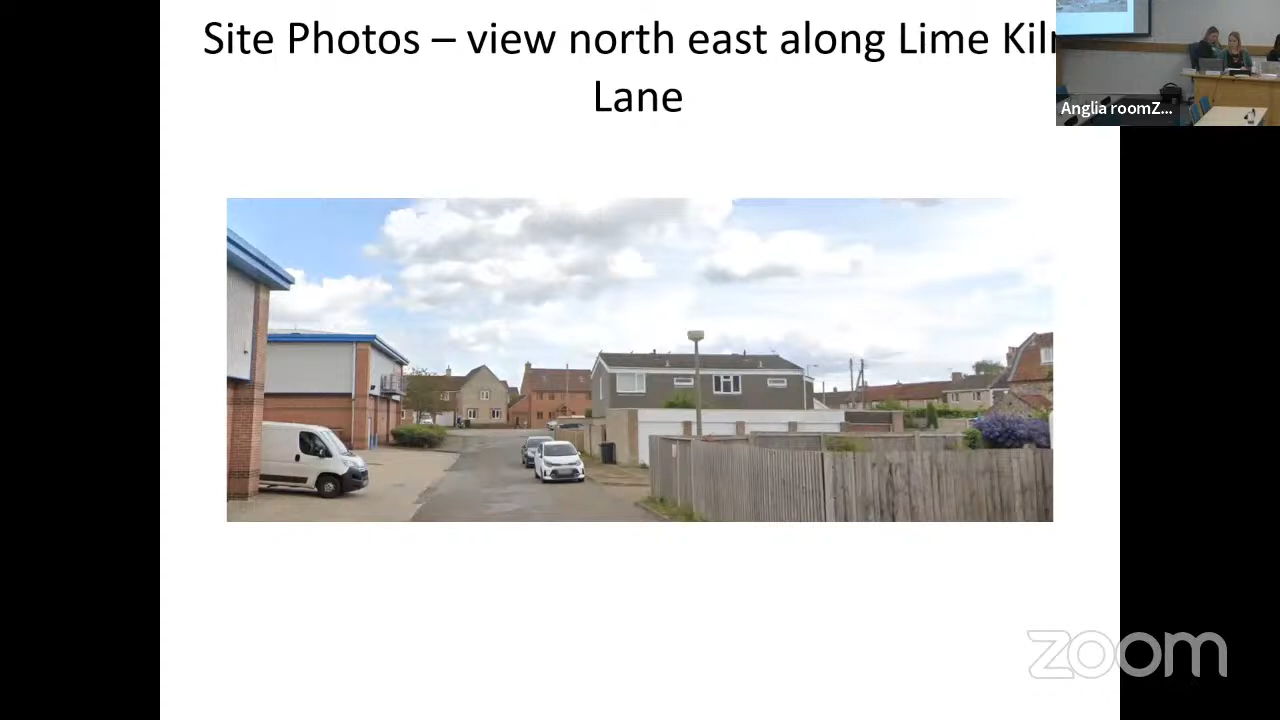 Site Photos – view north east along Lime Kil
Lane
Anglia roomZ...
zoom